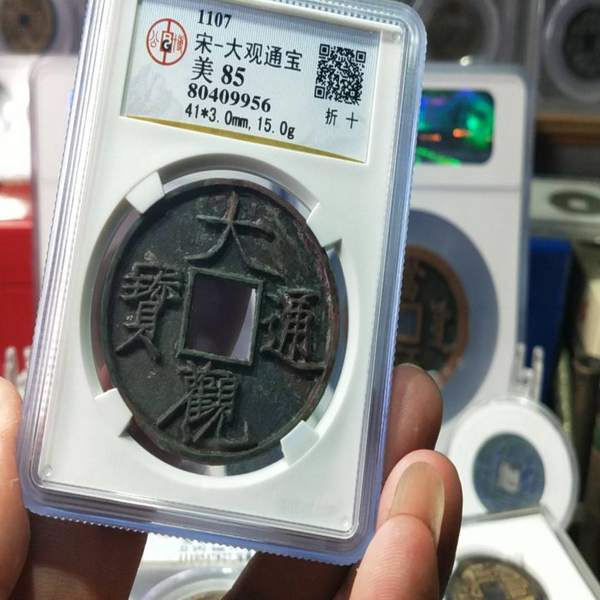 1107
宋-大观通宝
美 85
80409956
41*3.0mm, 15.0g
折十
大
寶 通
觀